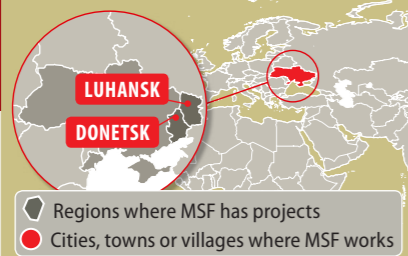 LUHANSK
DONETSK
Regions where MSF has projects
Cities, towns or villages where MSF works